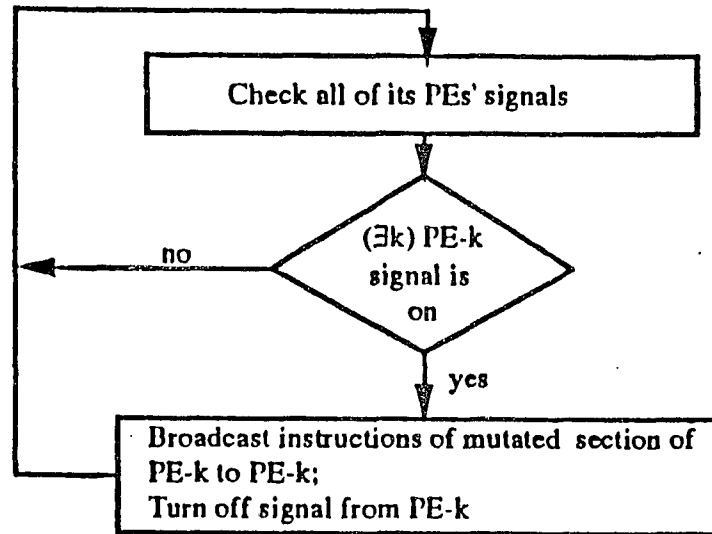 Check all of its PEs' signals
(∃k) PE-k
signal is
on
no
yes
Broadcast instructions of mutated section of
PE-k to PE-k;
Turn off signal from PE-k